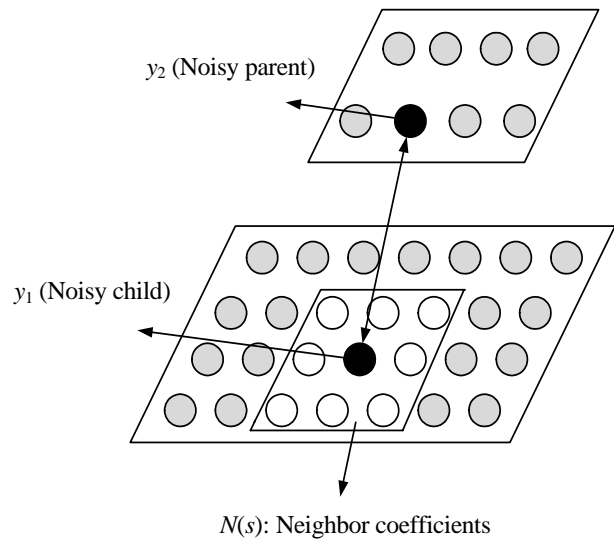 y₂ (Noisy parent)
y₁ (Noisy child)
N(s): Neighbor coefficients